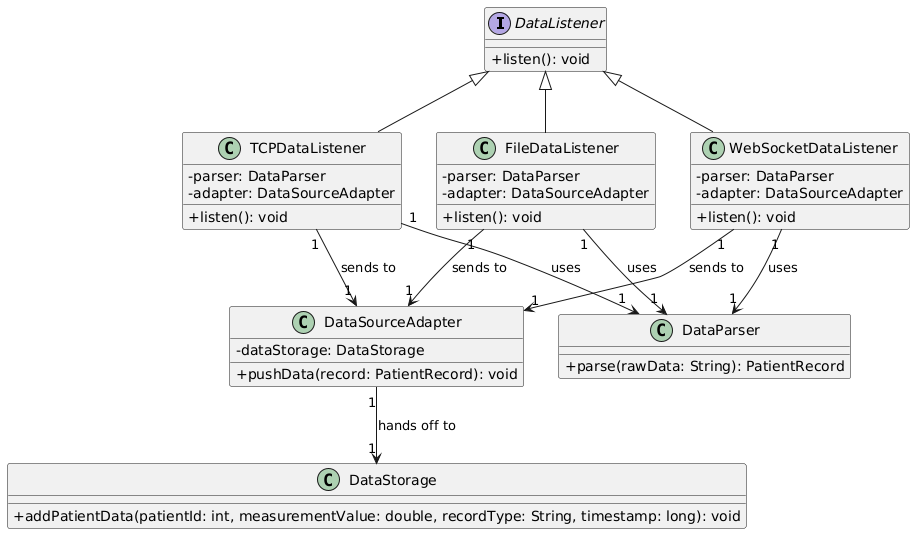 I DataListener
+listen(): void
C TCPDataListener
-parser: DataParser
-adapter: DataSourceAdapter
+listen(): void
C FileDataListener
-parser: DataParser
-adapter: DataSourceAdapter
+listen(): void
C WebSocketDataListener
-parser: DataParser
-adapter: DataSourceAdapter
+listen(): void
1
1
1
1
1
1
sends to
sends to
uses
uses
sends to
uses
1
1
1
1
1
1
C DataSourceAdapter
-dataStorage: DataStorage
+pushData(record: PatientRecord): void
C DataParser
+parse(rawData: String): PatientRecord
1
hands off to
1
C DataStorage
+addPatientData(patientId: int, measurementValue: double, recordType: String, timestamp: long): void